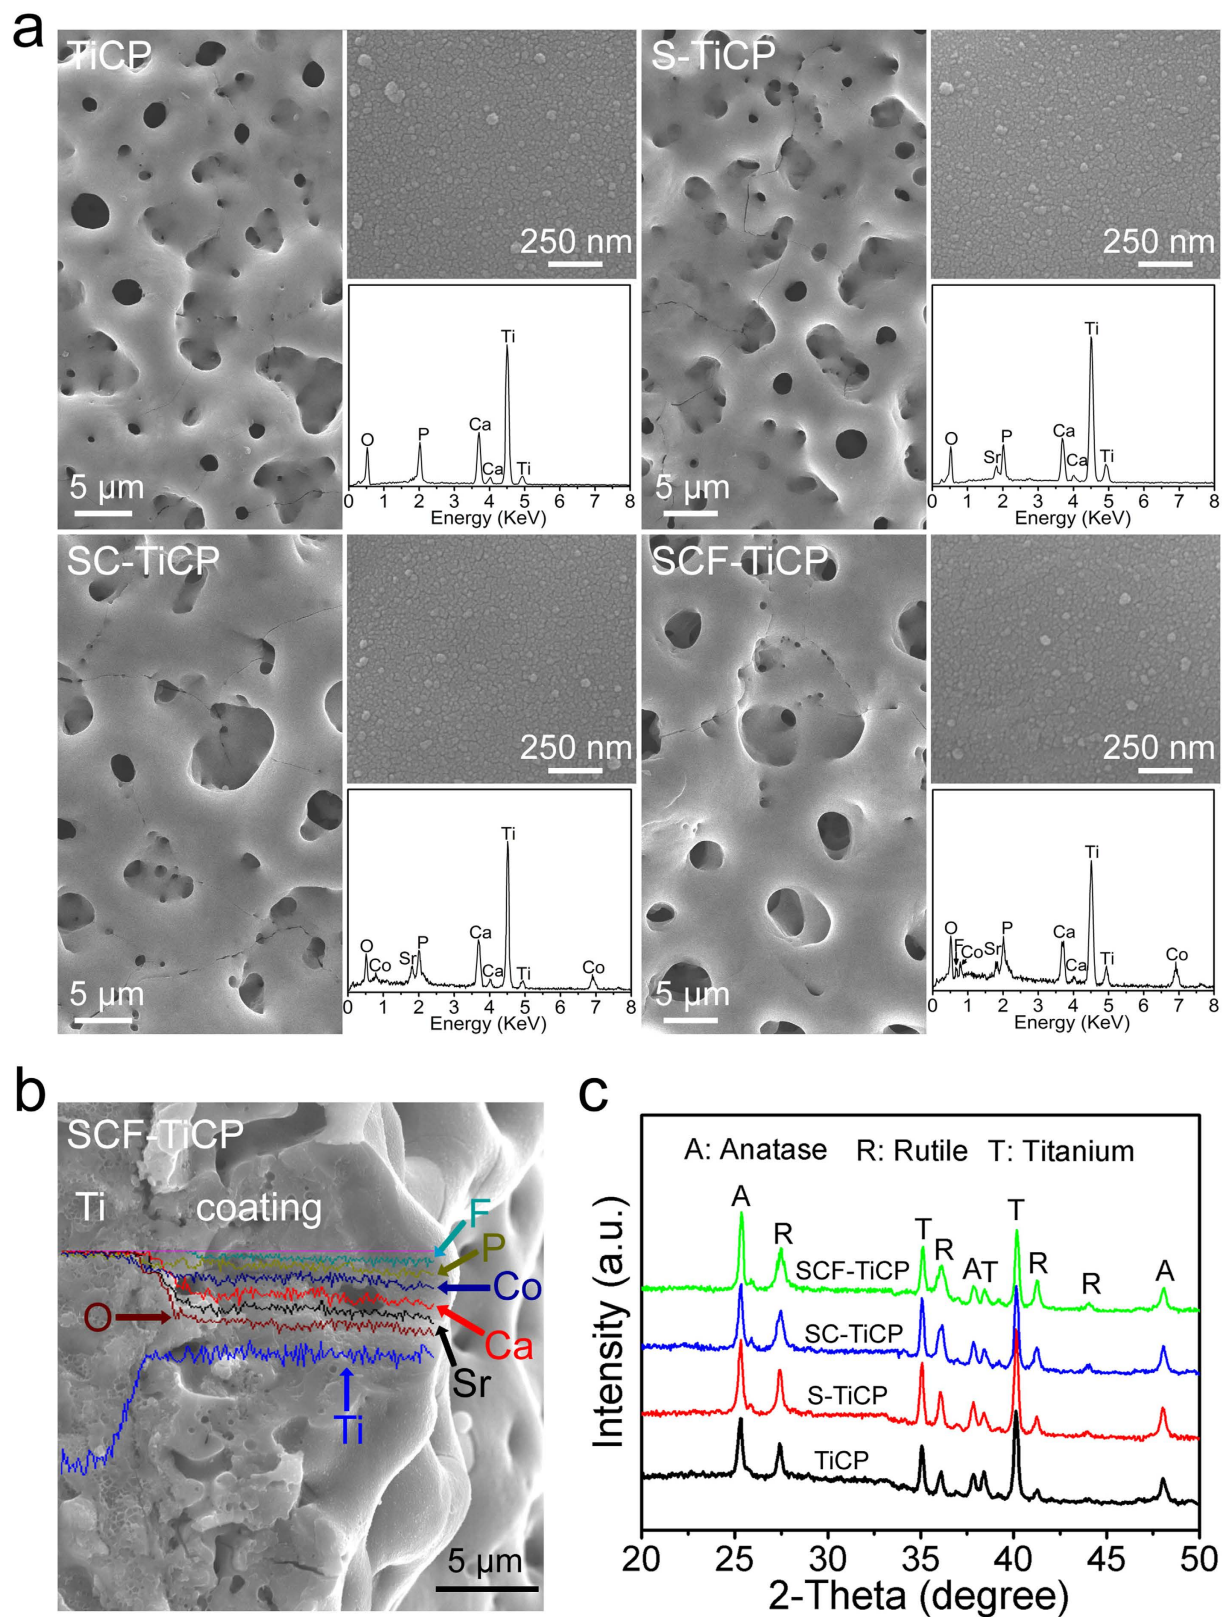 a
TiCP
250 nm
Ti
Ca
P
O
Ca
Ti
0 1 2 3 4 5 6 7 8
Energy (KeV)
5 μm
S-TiCP
250 nm
Ti
Ca
P
O
Sr
Ca
Ti
0 1 2 3 4 5 6 7 8
Energy (KeV)
5 μm
SC-TiCP
250 nm
Ti
Ca
O
P
Sr
Co
Ca
Ti
Co
0 1 2 3 4 5 6 7 8
Energy (KeV)
5 μm
SCF-TiCP
250 nm
Ti
Ca
O
P
F
Co
Sr
Ca
Ti
Co
0 1 2 3 4 5 6 7 8
Energy (KeV)
5 μm
b
SCF-TiCP
Ti coating
F
P
Co
O
Ca
Sr
Ti
5 μm
c
A: Anatase R: Rutile T: Titanium
A R T R A T T R R A
SCF-TiCP
SC-TiCP
S-TiCP
TiCP
Intensity (a.u.)
20 25 30 35 40 45 50
2-Theta (degree)